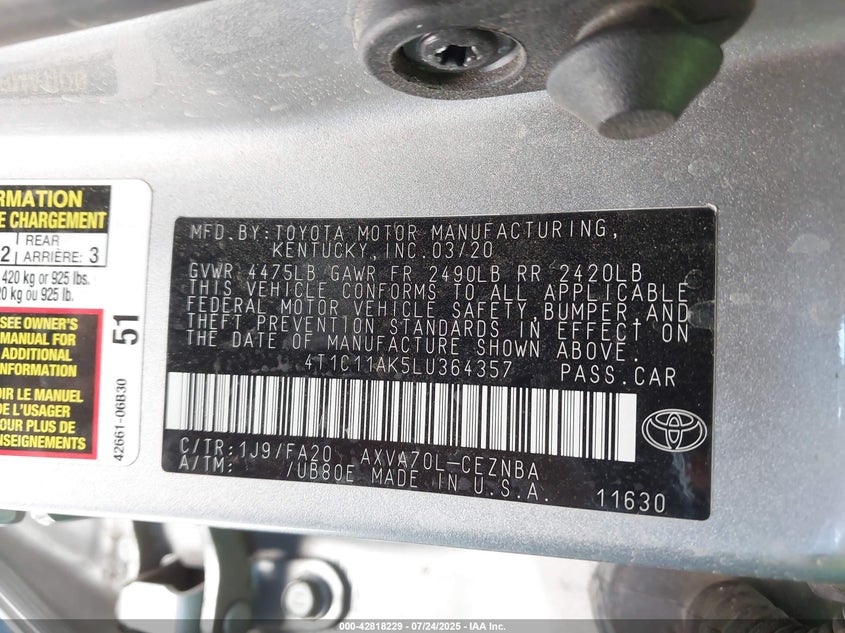 RMATION
E CHARGEMENT
2 REAR
ARRIÈRE: 3
420 kg or 925 lbs.
20 kg ou 925 lb.
SEE OWNER'S
MANUAL FOR
ADDITIONAL
INFORMATION
OIR LE MANUEL
DE L'USAGER
POUR PLUS DE
ENSEIGNEMENTS
51
42661-06B30
MFD.BY:TOYOTA MOTOR MANUFACTURING,
KENTUCKY,INC.03/20
GVWR 4475LB GAWR FR 2490LB RR 2420LB
THIS VEHICLE CONFORMS TO ALL APPLICABLE
FEDERAL MOTOR VEHICLE SAFETY,BUMPER,AND
THEFT PREVENTION STANDARDS IN EFFECT ON
THE DATE OF MANUFACTURE SHOWN ABOVE.
4T1C11AK5LU364357 PASS.CAR
C/TR:1J9/FA20 AXVA70L-CEZNBA
A/TM: /UB80E MADE IN U.S.A.
11630
000-42818229 - 07/24/2025 - IAA Inc.